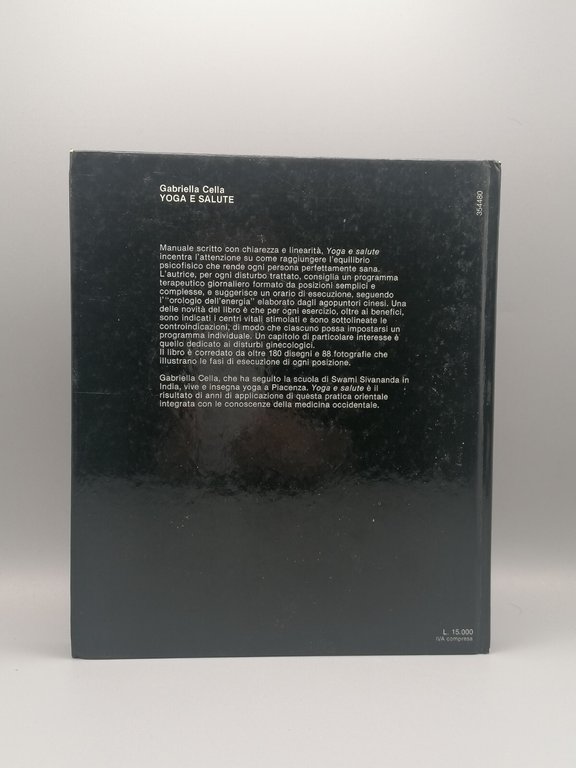 Gabriella Cella
YOGA E SALUTE
354480
Manuale scritto con chiarezza e linearità, Yoga e salute
incentra l'attenzione su come raggiungere l'equilibrio
psicofisico che rende ogni persona perfettamente sana.
L'autrice, per ogni disturbo trattato, consiglia un programma
terapeutico giornaliero formato da posizioni semplici e
complesse, e suggerisce un orario di esecuzione, seguendo
l'"orologio dell'energia" elaborato dagli agopuntori cinesi. Una
delle novità del libro è che per ogni esercizio, oltre ai benefici,
sono indicati i centri vitali stimolati e sono sottolineate le
controindicazioni, di modo che ciascuno possa impostarsi un
programma individuale. Un capitolo di particolare interesse è
quello dedicato ai disturbi ginecologici.
Il libro è corredato da oltre 180 disegni e 88 fotografie che
illustrano le fasi di esecuzione di ogni posizione.
Gabriella Cella, che ha seguito la scuola di Swami Sivananda in
India, vive e insegna yoga a Piacenza. Yoga e salute è il
risultato di anni di applicazione di questa pratica orientale
integrata con le conoscenze della medicina occidentale.
L. 15.000
IVA compresa